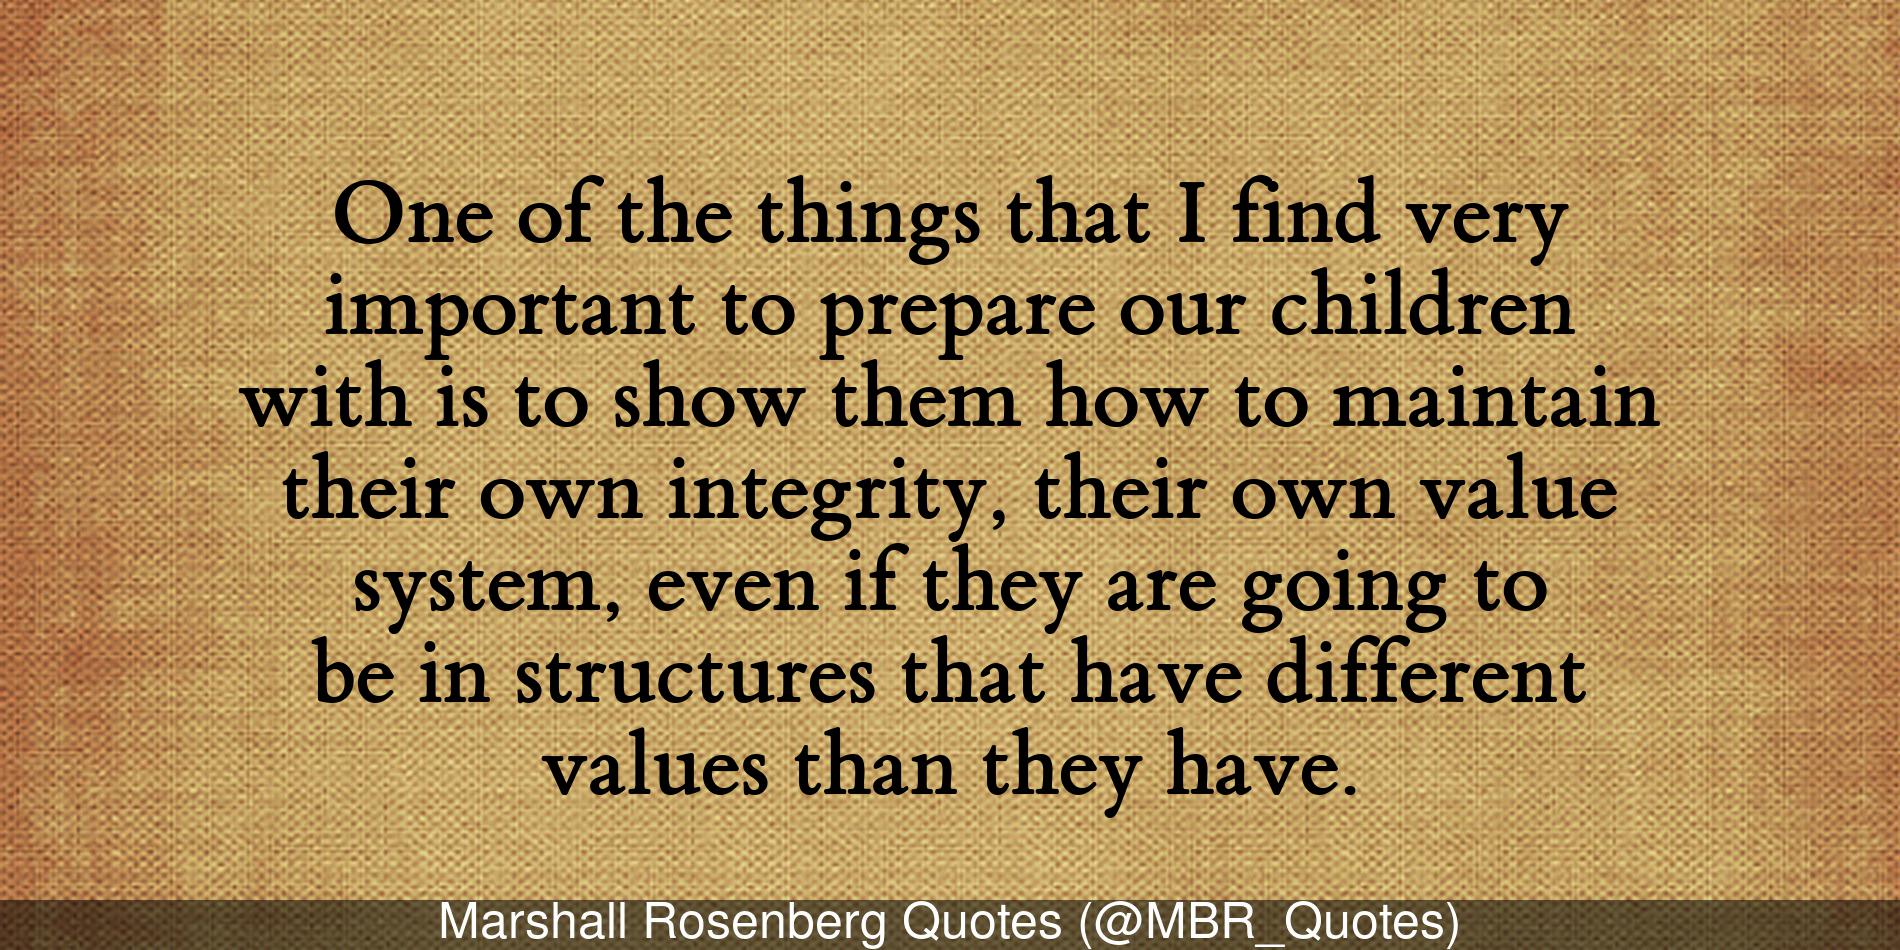 One of the things that I find very
important to prepare our children
with is to show them how to maintain
their own integrity, their own value
system, even if they are going to
be in structures that have different
values than they have.
Marshall Rosenberg Quotes (@MBR_Quotes)